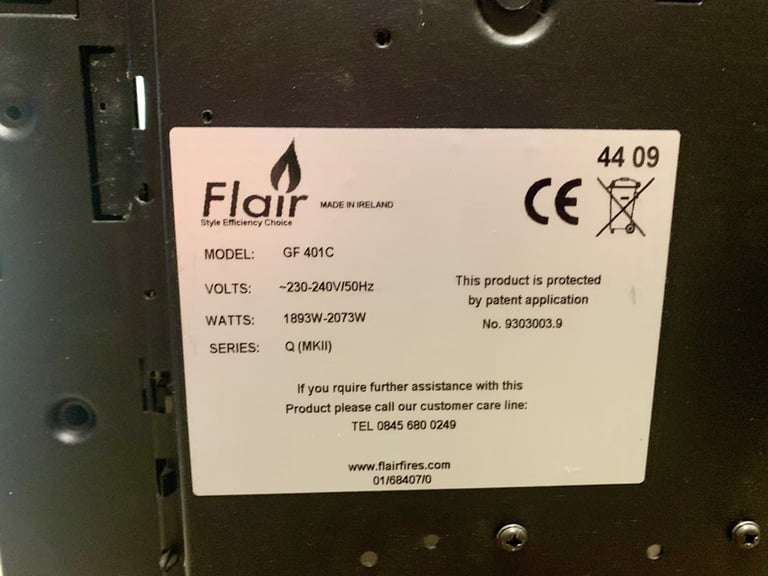 44 09
Flair
MADE IN IRELAND
Style Efficiency Choice
CE
MODEL: GF 401C
VOLTS: ~230-240V/50Hz
WATTS: 1893W-2073W
SERIES: Q (MKII)
This product is protected
by patent application
No. 9303003.9
If you rquire further assistance with this
Product please call our customer care line:
TEL 0845 680 0249
www.flairfires.com
01/68407/0